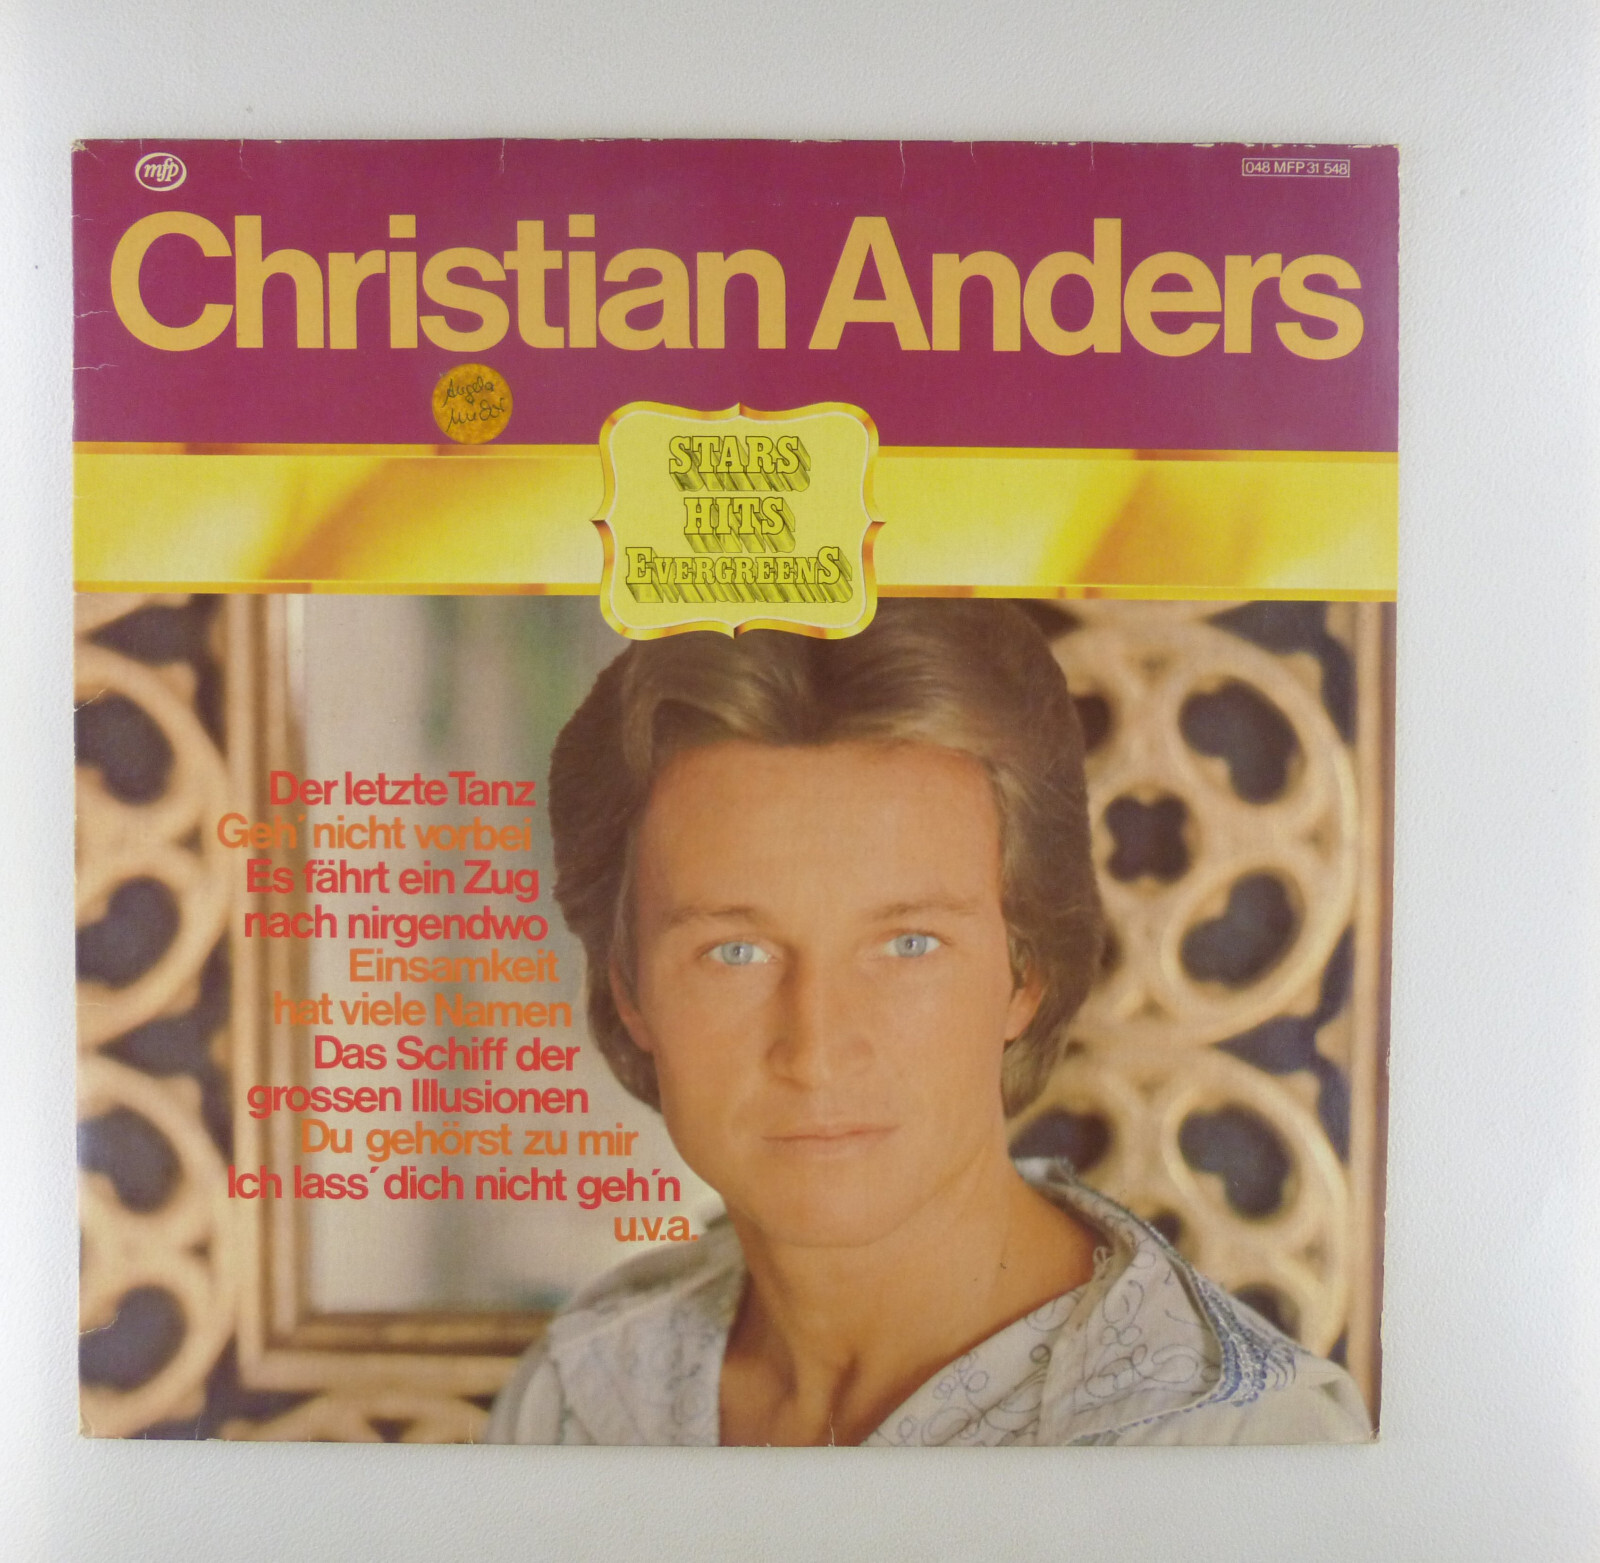 mfp
048 MFP 31 548
Christian Anders
Angela
STARS
HITS
EVERGREENS
Der letzte Tanz
Geh´ nicht vorbei
Es fährt ein Zug
nach nirgendwo
Einsamkeit
hat viele Namen
Das Schiff der
grossen Illusionen
Du gehörst zu mir
Ich lass´ dich nicht geh´n
u.v.a.